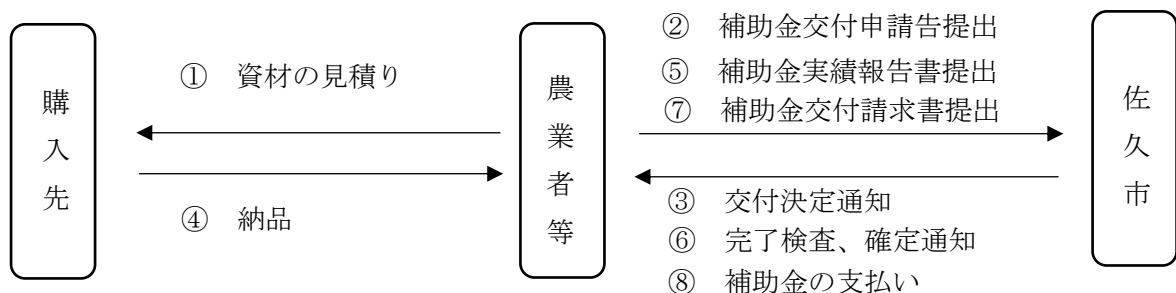 ② 補助金交付申請告提出
① 資材の見積り
⑤ 補助金実績報告書提出
⑦ 補助金交付請求書提出
購入先
農業者等
佐久市
④ 納品
③ 交付決定通知
⑥ 完了検査、確定通知
⑧ 補助金の支払い